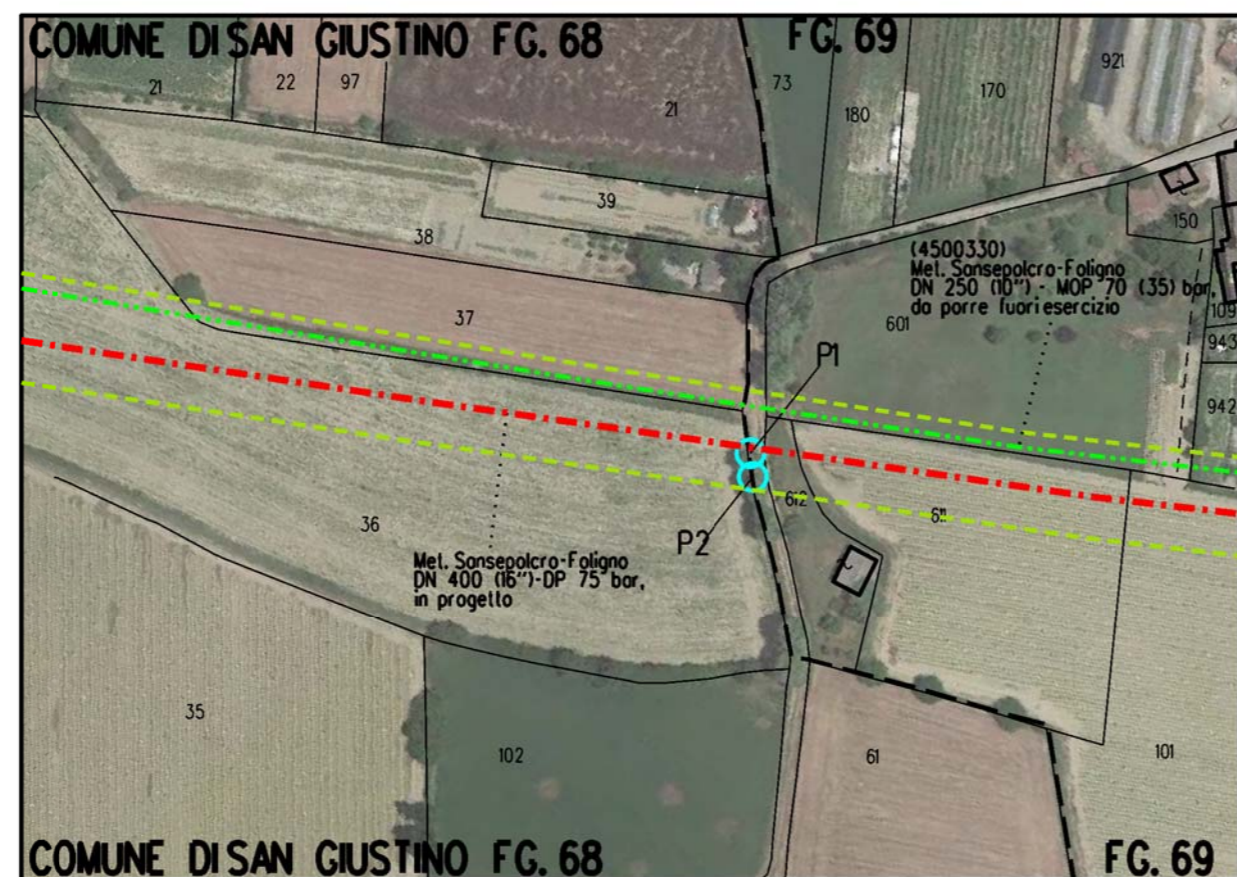 COMUNE DI SAN GIUSTINO FG. 68
FG. 69
21
22
97
21
73
180
170
921
39
38
150
(4500330)
Met. Sansepolcro-Foligno
DN 250 (10") - MOP 70 (35) bar,
da porre fuori esercizio
601
109
943
942
37
P1
36
P2
612
611
Met. Sansepolcro-Foligno
DN 400 (16")-DP 75 bar,
in progetto
35
102
61
101
COMUNE DI SAN GIUSTINO FG. 68
FG. 69